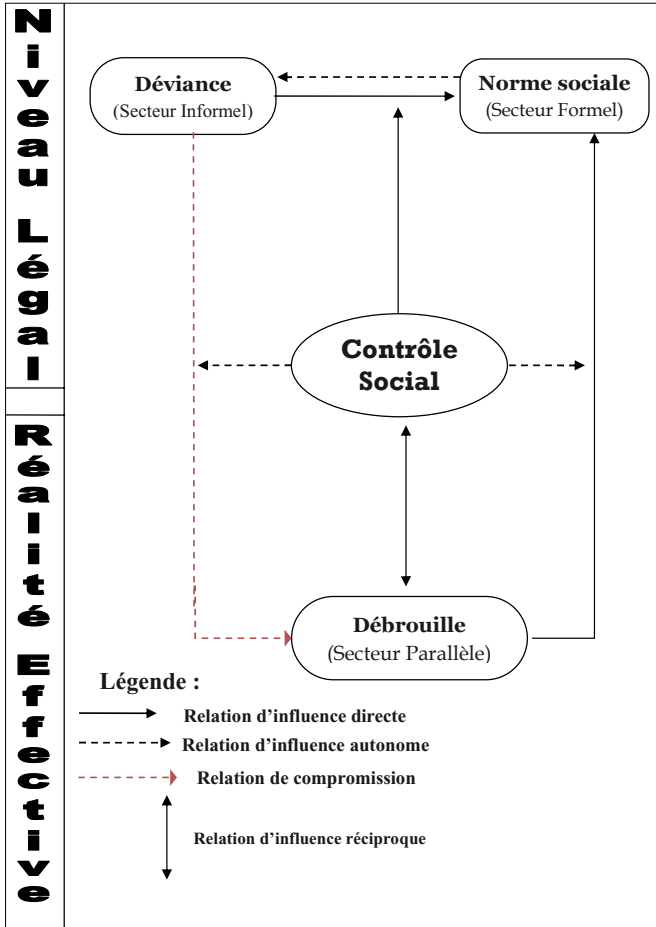 Niveau Légal
Réalité Effective
Déviance
(Secteur Informel)
Norme sociale
(Secteur Formel)
Contrôle
Social
Débrouille
(Secteur Parallèle)
Légende :
Relation d’influence directe
Relation d’influence autonome
Relation de compromission
Relation d’influence réciproque